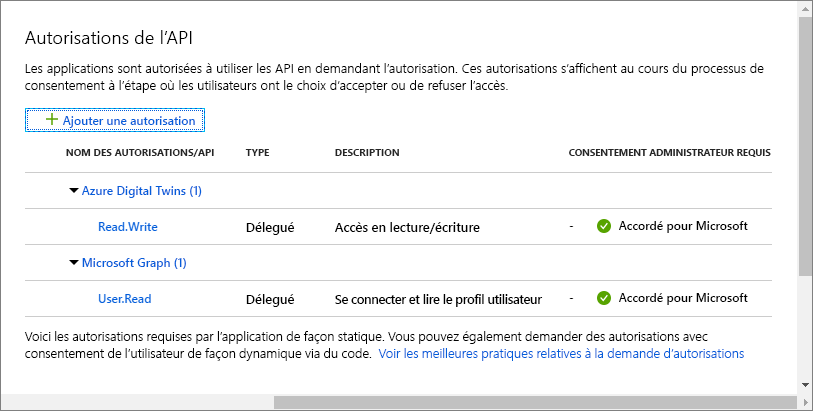 Autorisations de l'API
Les applications sont autorisées à utiliser les API en demandant l'autorisation. Ces autorisations s'affichent au cours du processus de
consentement à l'étape où les utilisateurs ont le choix d'accepter ou de refuser l'accès.
+ Ajouter une autorisation
NOM DES AUTORISATIONS/API TYPE DESCRIPTION CONSENTEMENT ADMINISTRATEUR REQUIS
Azure Digital Twins (1)
Read.Write Délégué Accès en lecture/écriture - Accordé pour Microsoft
Microsoft Graph (1)
User.Read Délégué Se connecter et lire le profil utilisateur - Accordé pour Microsoft
Voici les autorisations requises par l'application de façon statique. Vous pouvez également demander des autorisations avec
consentement de l'utilisateur de façon dynamique via du code. Voir les meilleures pratiques relatives à la demande d'autorisations